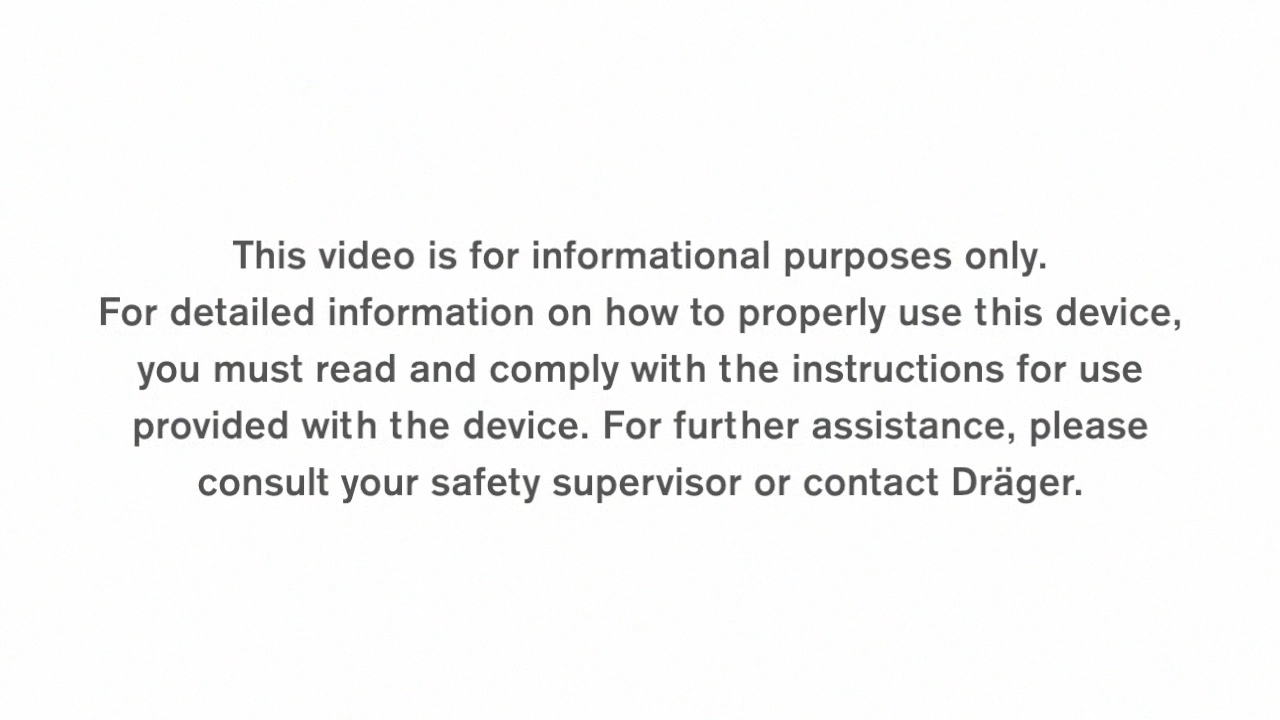 This video is for informational purposes only.
For detailed information on how to properly use this device,
you must read and comply with the instructions for use
provided with the device. For further assistance, please
consult your safety supervisor or contact Dräger.